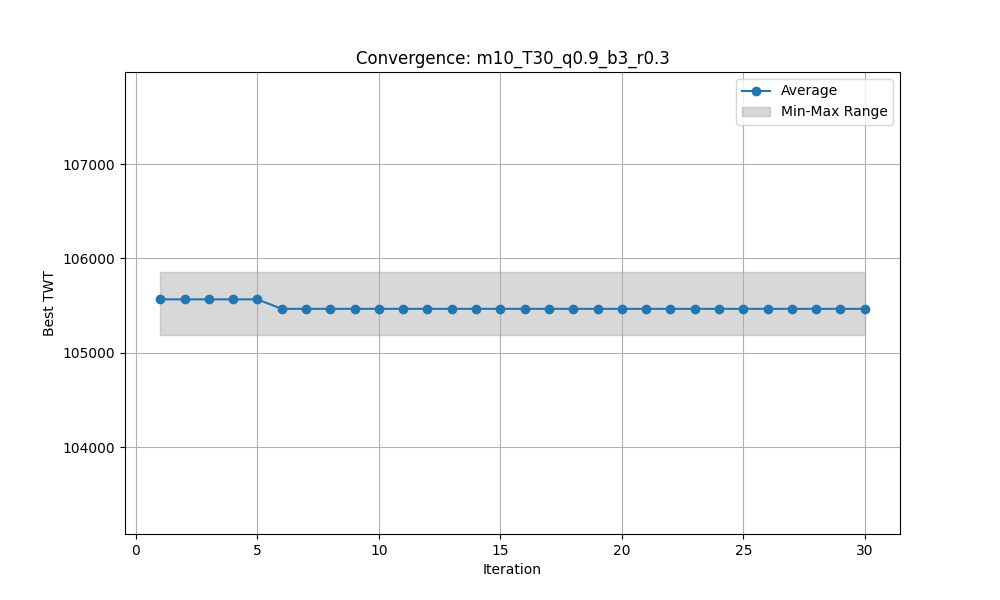 Convergence: m10_T30_q0.9_b3_r0.3
Average
Min-Max Range
Best TWT
107000
106000
105000
104000
0 5 10 15 20 25 30
Iteration